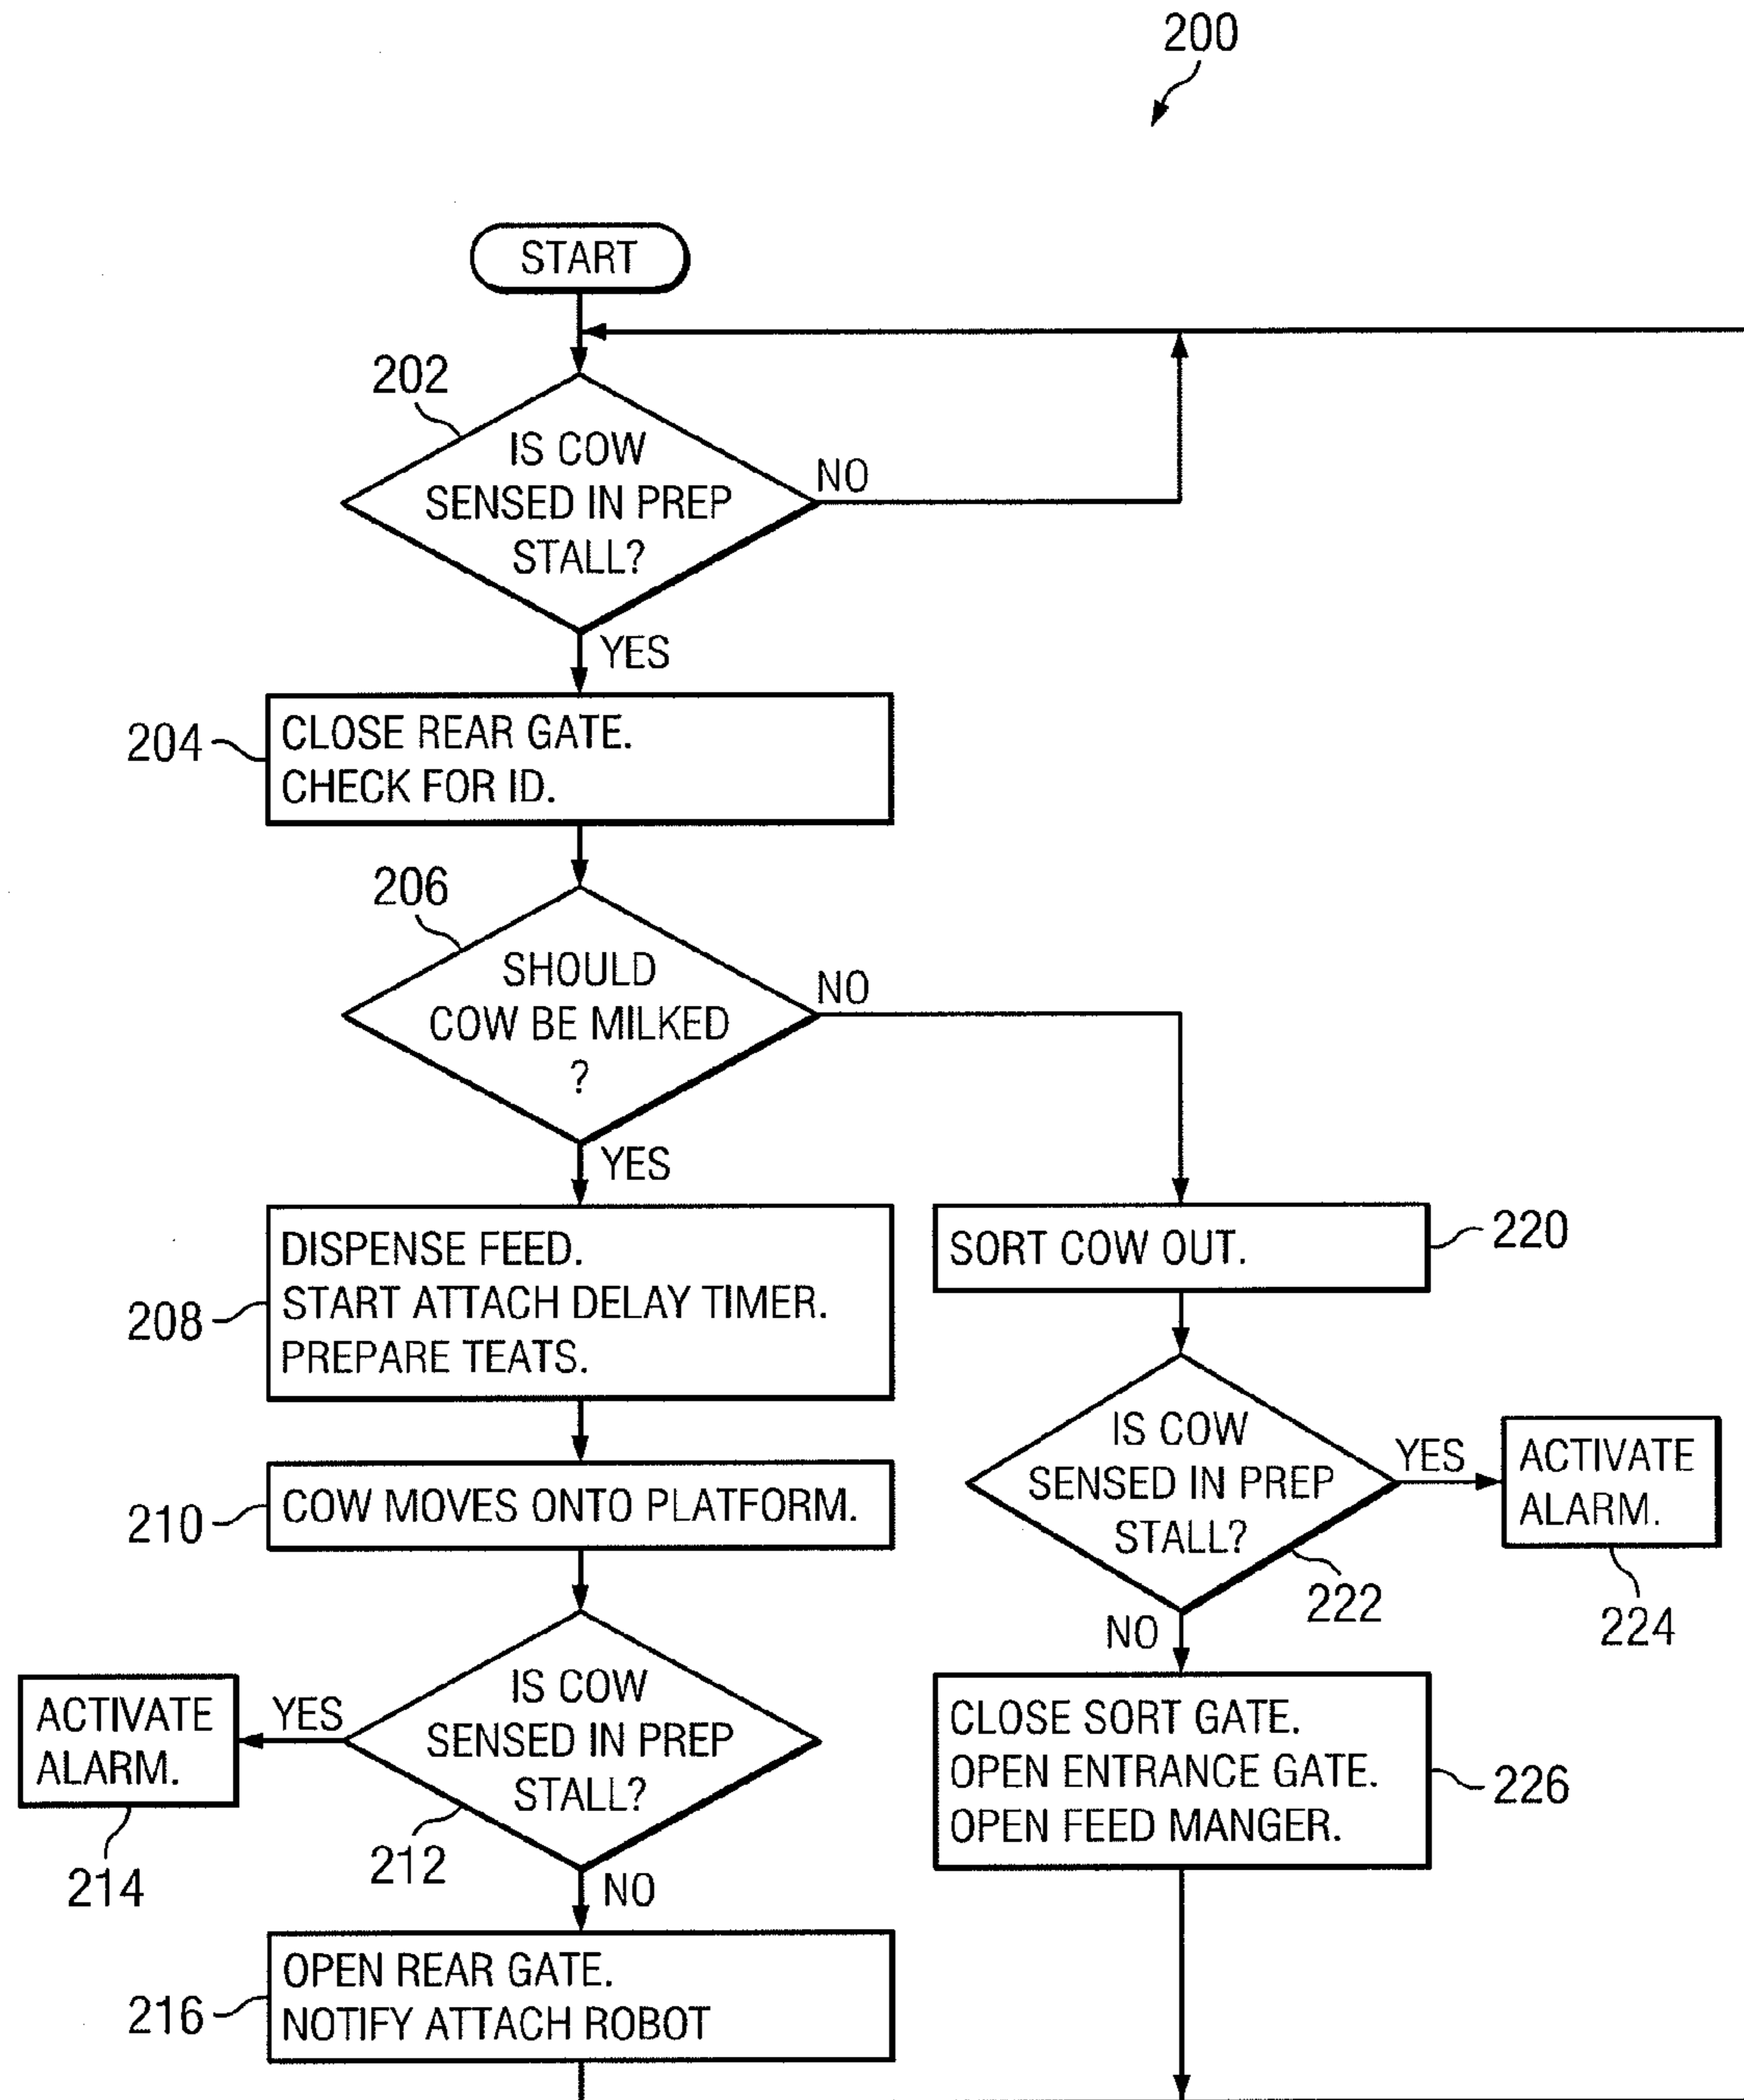 200
START
202
IS COW
SENSED IN PREP
STALL?
NO
YES
204
CLOSE REAR GATE.
CHECK FOR ID.
206
SHOULD
COW BE MILKED
?
NO
YES
208
DISPENSE FEED.
START ATTACH DELAY TIMER.
PREPARE TEATS.
SORT COW OUT.
220
210
COW MOVES ONTO PLATFORM.
IS COW
SENSED IN PREP
STALL?
YES
222
NO
ACTIVATE
ALARM.
224
IS COW
SENSED IN PREP
STALL?
YES
212
NO
ACTIVATE
ALARM.
214
CLOSE SORT GATE.
OPEN ENTRANCE GATE.
OPEN FEED MANGER.
226
216
OPEN REAR GATE.
NOTIFY ATTACH ROBOT